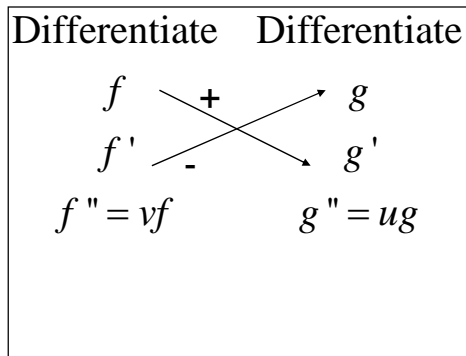 Differentiate Differentiate
f + g
f ' - g '
f " = vf g " = ug